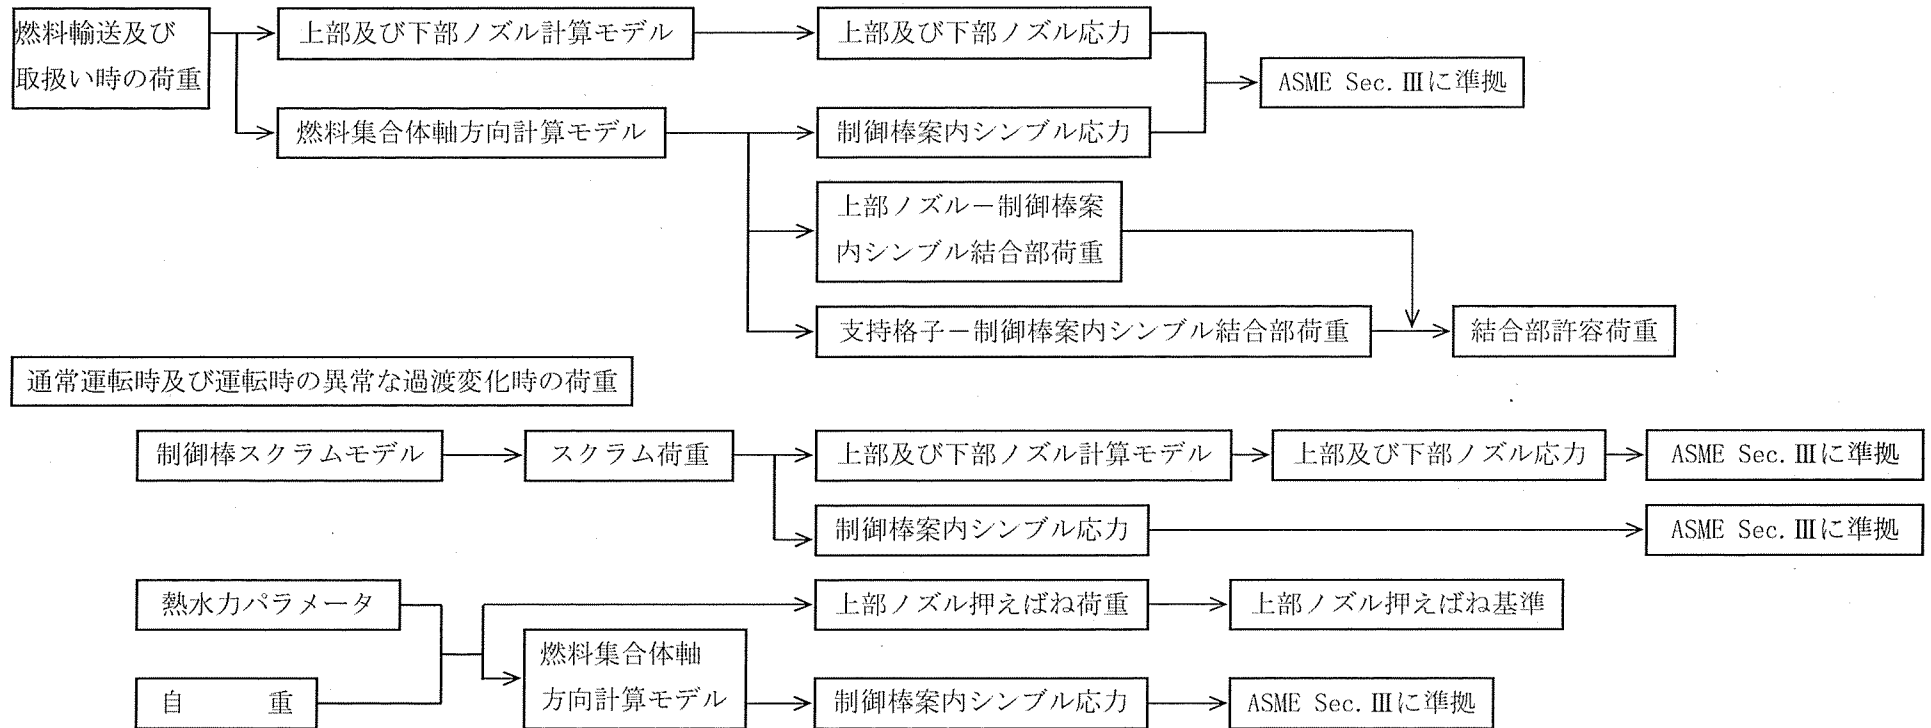 燃料輸送及び
取扱い時の荷重
上部及び下部ノズル計算モデル
上部及び下部ノズル応力
ASME Sec.Ⅲに準拠
燃料集合体軸方向計算モデル
制御棒案内シンブル応力
上部ノズル－制御棒案
内シンブル結合部荷重
支持格子－制御棒案内シンブル結合部荷重
結合部許容荷重
通常運転時及び運転時の異常な過渡変化時の荷重
制御棒スクラムモデル
スクラム荷重
上部及び下部ノズル計算モデル
上部及び下部ノズル応力
ASME Sec.Ⅲに準拠
制御棒案内シンブル応力
ASME Sec.Ⅲに準拠
熱水力パラメータ
上部ノズル押えばね荷重
上部ノズル押えばね基準
自　　　重
燃料集合体軸
方向計算モデル
制御棒案内シンブル応力
ASME Sec.Ⅲに準拠